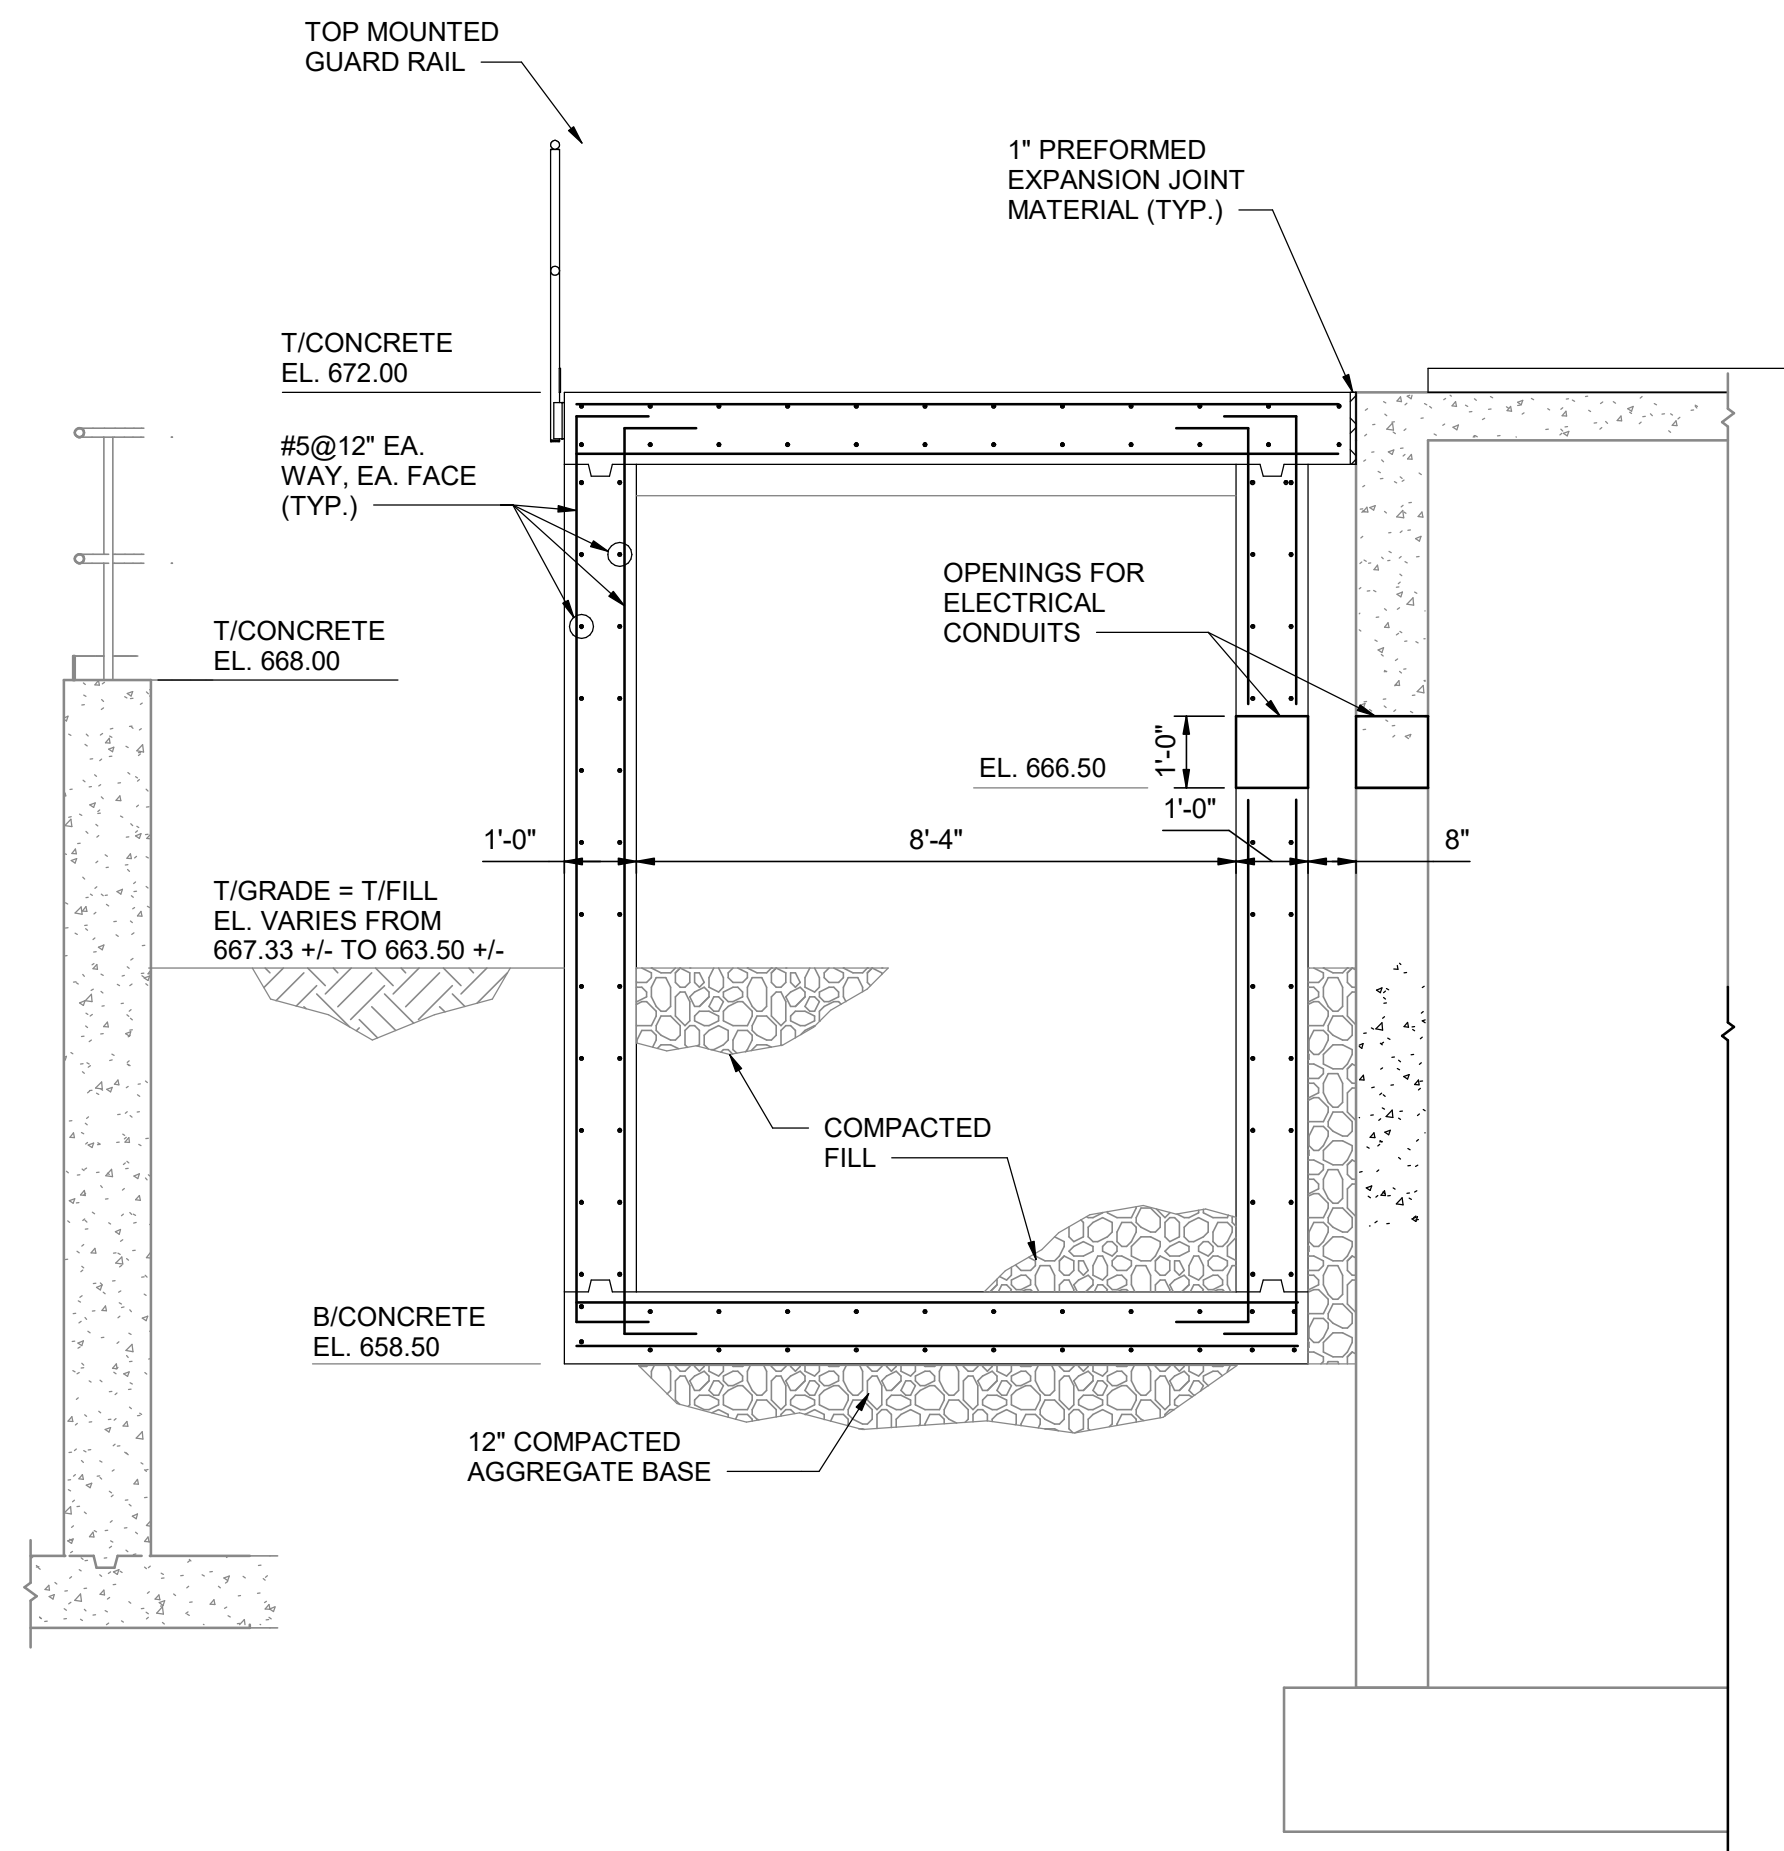 TOP MOUNTED
GUARD RAIL
1" PREFORMED
EXPANSION JOINT
MATERIAL (TYP.)
T/CONCRETE
EL. 672.00
#5@12" EA.
WAY, EA. FACE
(TYP.)
OPENINGS FOR
ELECTRICAL
CONDUITS
T/CONCRETE
EL. 668.00
1'-0"
EL. 666.50
1'-0"
1'-0"
8'-4"
8"
T/GRADE = T/FILL
EL. VARIES FROM
667.33 +/- TO 663.50 +/-
COMPACTED
FILL
B/CONCRETE
EL. 658.50
12" COMPACTED
AGGREGATE BASE